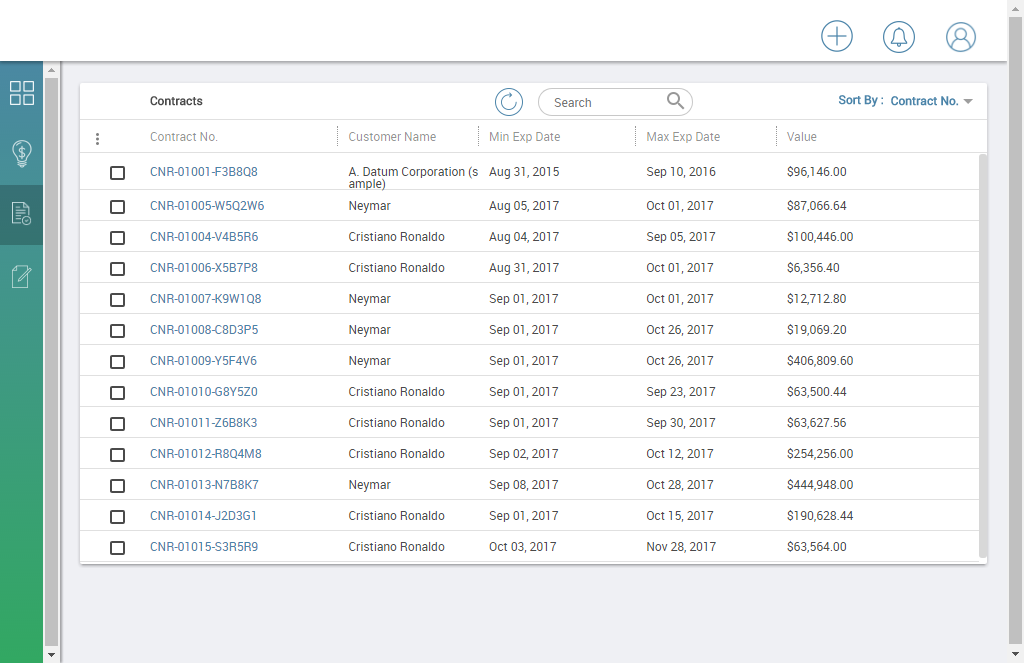 Contracts
Search
Sort By : Contract No.
Contract No. Customer Name Min Exp Date Max Exp Date Value
CNR-01001-F3B8Q8 A. Datum Corporation (s Aug 31, 2015 Sep 10, 2016 $96,146.00
ample)
CNR-01005-W5Q2W6 Neymar Aug 05, 2017 Oct 01, 2017 $87,066.64
CNR-01004-V4B5R6 Cristiano Ronaldo Aug 04, 2017 Sep 05, 2017 $100,446.00
CNR-01006-X5B7P8 Cristiano Ronaldo Aug 31, 2017 Oct 01, 2017 $6,356.40
CNR-01007-K9W1Q8 Neymar Sep 01, 2017 Oct 01, 2017 $12,712.80
CNR-01008-C8D3P5 Neymar Sep 01, 2017 Oct 26, 2017 $19,069.20
CNR-01009-Y5F4V6 Neymar Sep 01, 2017 Oct 26, 2017 $406,809.60
CNR-01010-G8Y5Z0 Cristiano Ronaldo Sep 01, 2017 Sep 23, 2017 $63,500.44
CNR-01011-Z6B8K3 Cristiano Ronaldo Sep 01, 2017 Sep 30, 2017 $63,627.56
CNR-01012-R8Q4M8 Cristiano Ronaldo Sep 02, 2017 Oct 12, 2017 $254,256.00
CNR-01013-N7B8K7 Neymar Sep 08, 2017 Oct 28, 2017 $444,948.00
CNR-01014-J2D3G1 Cristiano Ronaldo Sep 01, 2017 Oct 15, 2017 $190,628.44
CNR-01015-S3R5R9 Cristiano Ronaldo Oct 03, 2017 Nov 28, 2017 $63,564.00